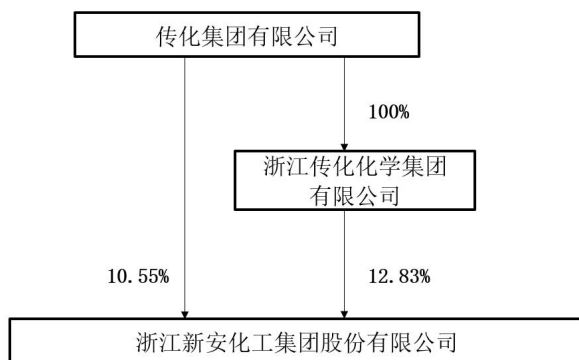 传化集团有限公司
100%
浙江传化化学集团
有限公司
10.55%
12.83%
浙江新安化工集团股份有限公司